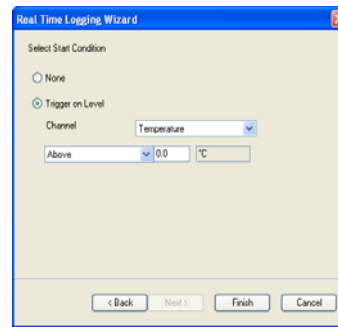 Real Time Logging Wizard
Select Start Condition
None
Trigger on Level
Channel Temperature
Above 0.0 °C
< Back Next > Finish Cancel